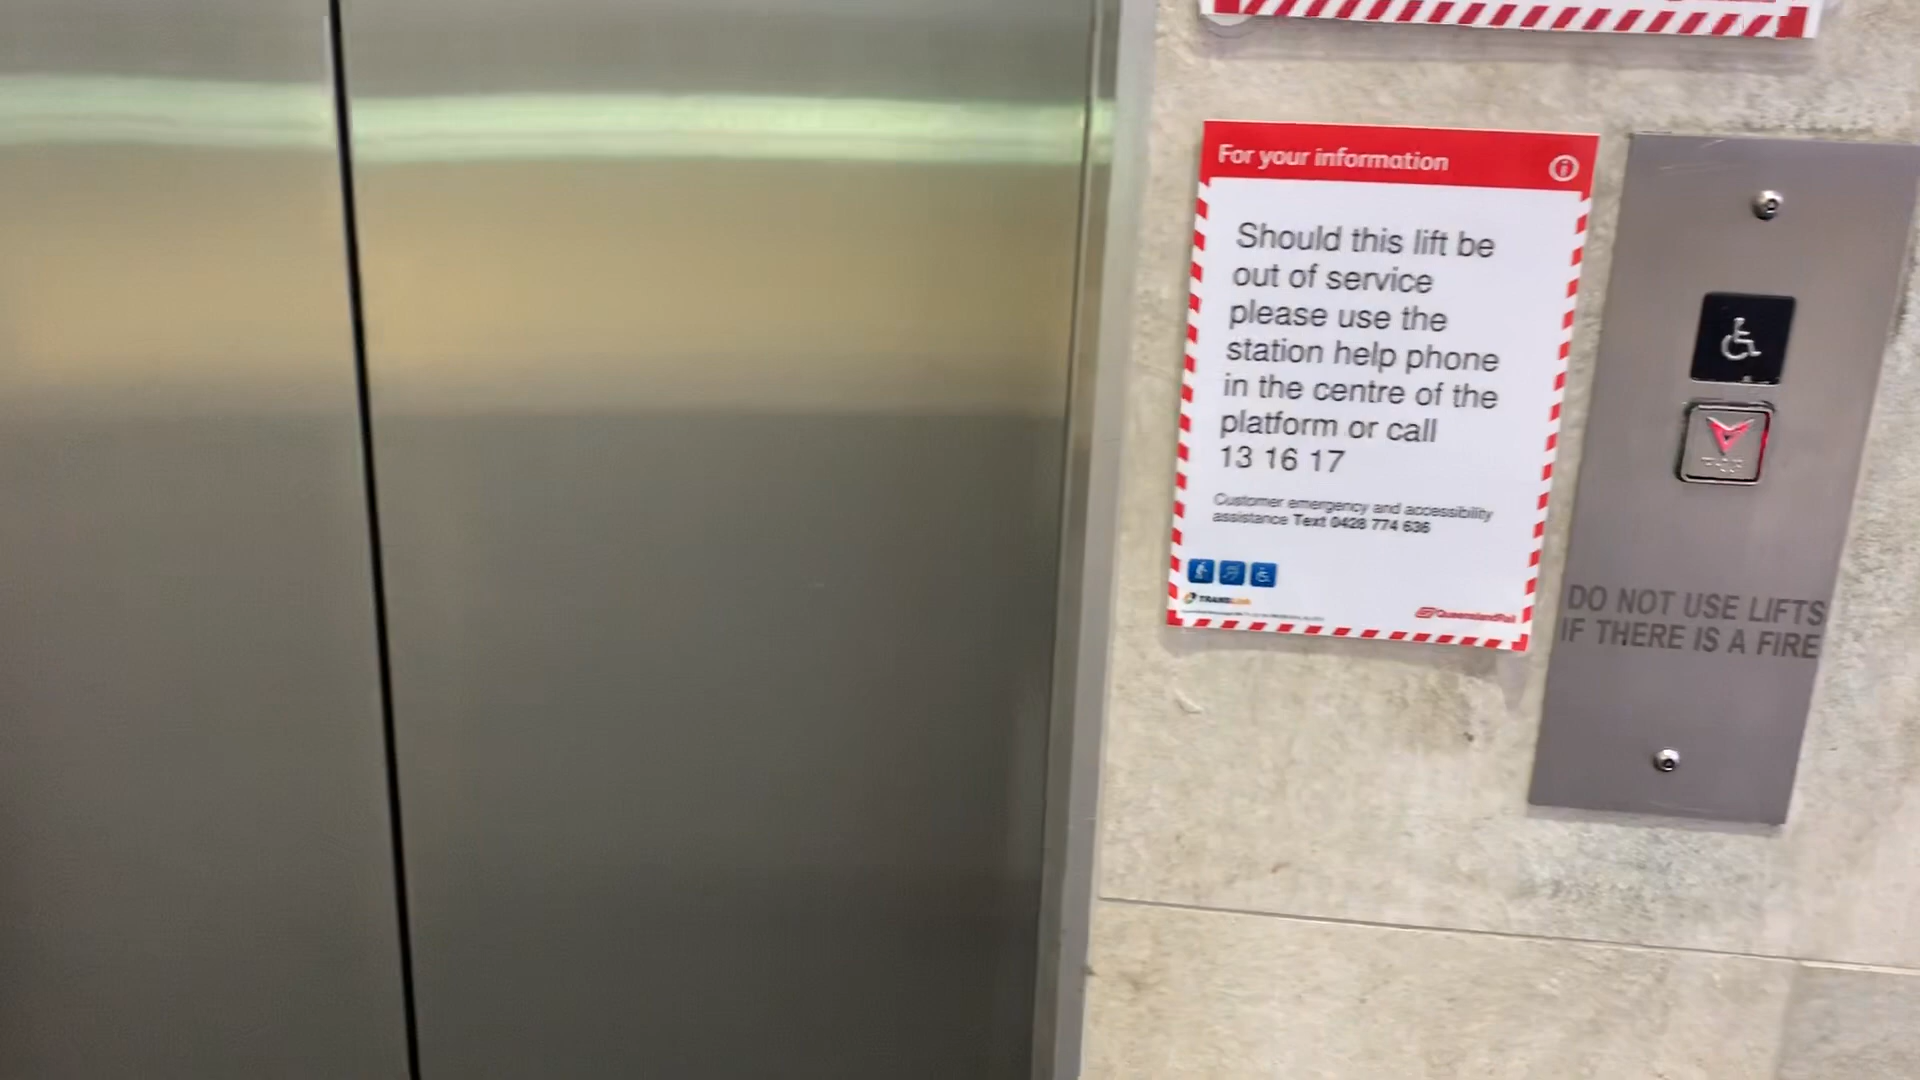 For your information
Should this lift be
out of service
please use the
station help phone
in the centre of the
platform or call
13 16 17
Customer emergency and accessibility
assistance Text 0428 774 636
TRANSLink
QueenslandRail
DO NOT USE LIFTS
IF THERE IS A FIRE